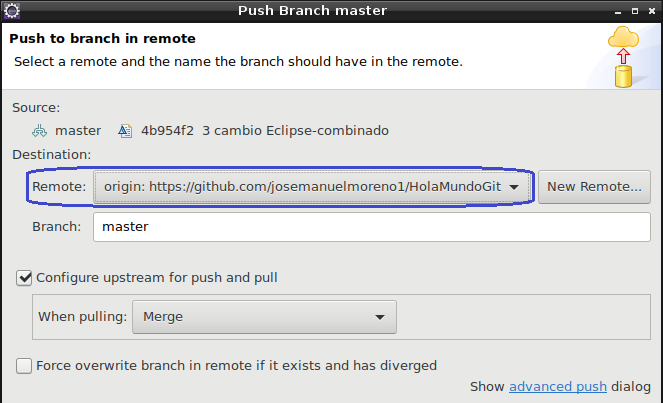 Push Branch master
Push to branch in remote
Select a remote and the name the branch should have in the remote.
Source:
master 4b954f2 3 cambio Eclipse-combinado
Destination:
Remote: origin: https://github.com/josemanuelmoreno1/HolaMundoGit New Remote...
Branch: master
Configure upstream for push and pull
When pulling: Merge
Force overwrite branch in remote if it exists and has diverged
Show advanced push dialog